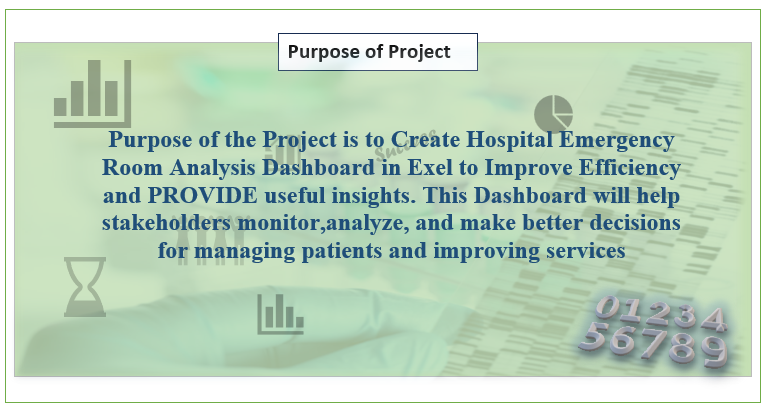 Purpose of Project
Success
Purpose of the Project is to Create Hospital Emergency
Room Analysis Dashboard in Exel to Improve Efficiency
and PROVIDE useful insights. This Dashboard will help
stakeholders monitor,analyze, and make better decisions
for managing patients and improving services
01234
56789